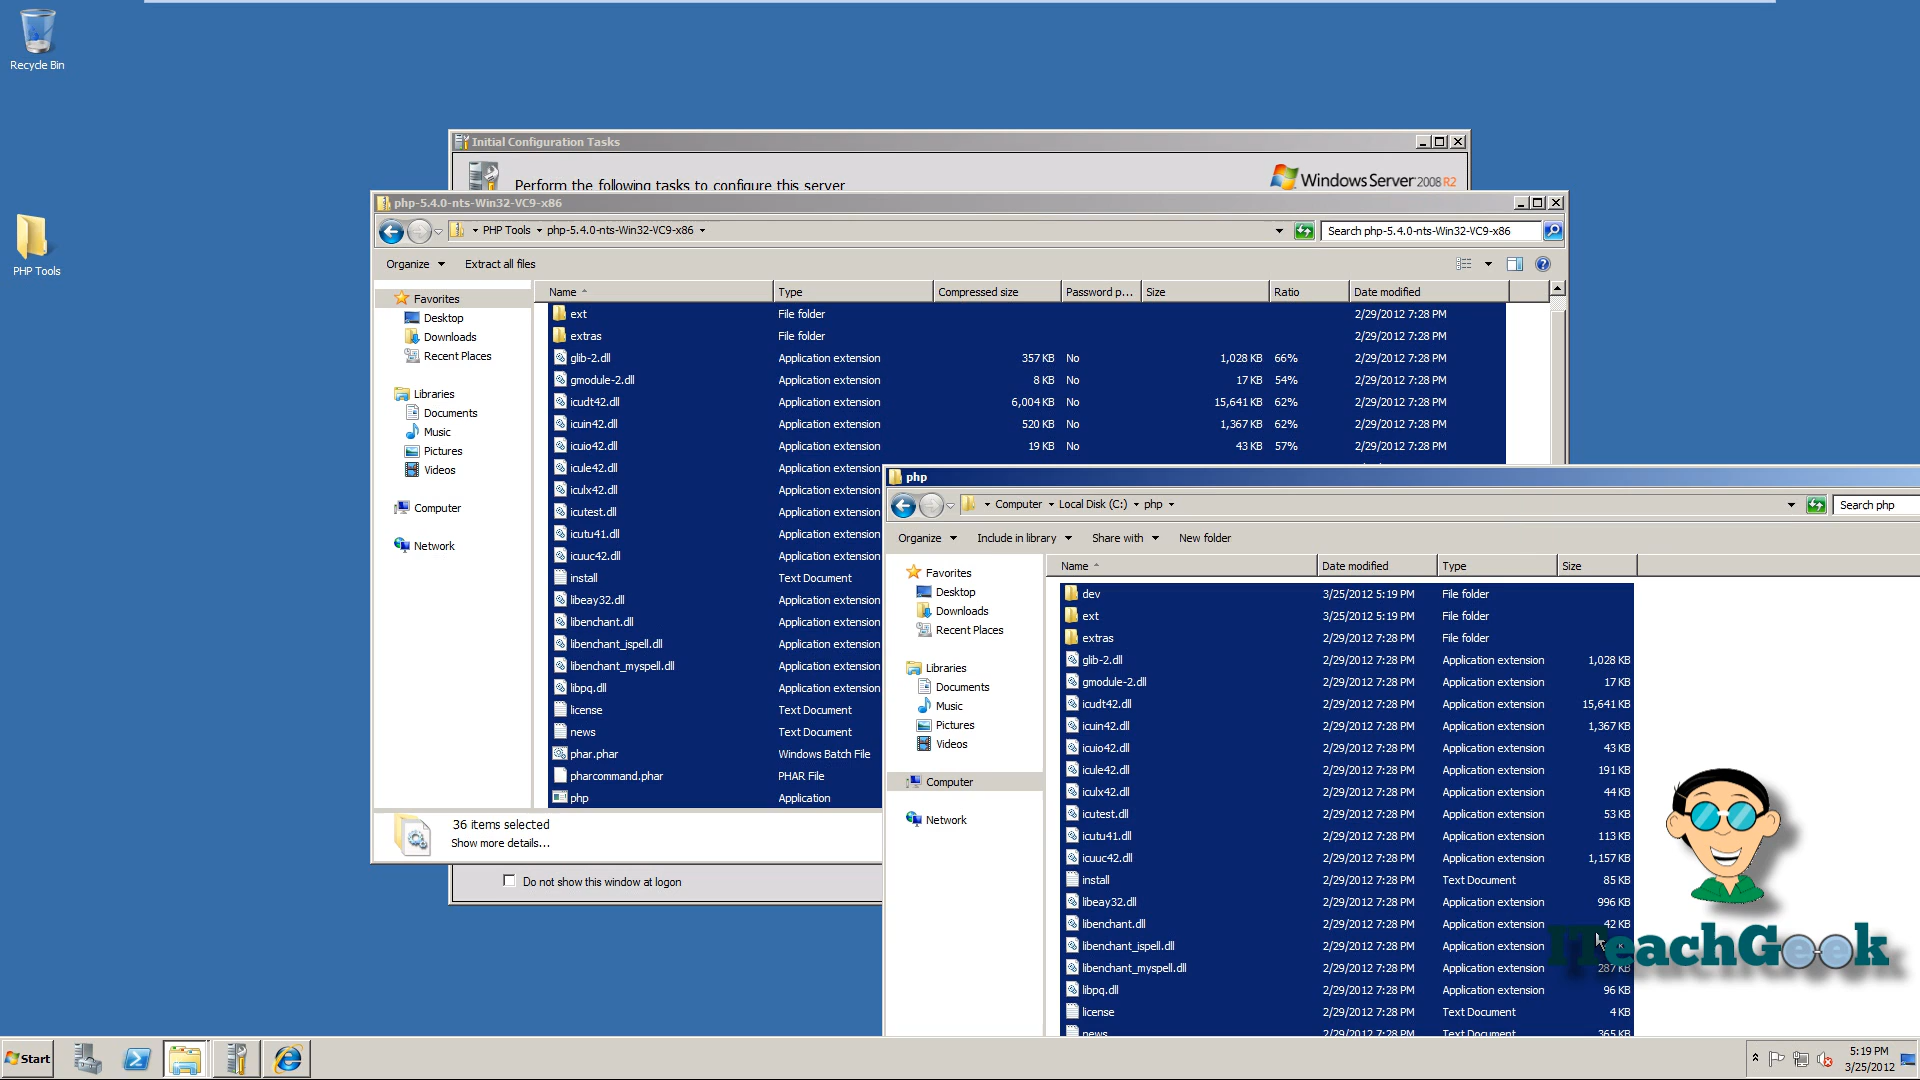 Recycle Bin
PHP Tools
Initial Configuration Tasks
Perform the following tasks to configure this server
Windows Server 2008 R2
php-5.4.0-nts-Win32-VC9-x86
PHP Tools php-5.4.0-nts-Win32-VC9-x86
Search php-5.4.0-nts-Win32-VC9-x86
Organize Extract all files
Favorites
Desktop
Downloads
Recent Places
Libraries
Documents
Music
Pictures
Videos
Computer
Network
Name Type Compressed size Password p... Size Ratio Date modified
ext File folder 2/29/2012 7:28 PM
extras File folder 2/29/2012 7:28 PM
glib-2.dll Application extension 357 KB No 1,028 KB 66% 2/29/2012 7:28 PM
gmodule-2.dll Application extension 8 KB No 17 KB 54% 2/29/2012 7:28 PM
icudt42.dll Application extension 6,004 KB No 15,641 KB 62% 2/29/2012 7:28 PM
icuin42.dll Application extension 520 KB No 1,367 KB 62% 2/29/2012 7:28 PM
icuio42.dll Application extension 19 KB No 43 KB 57% 2/29/2012 7:28 PM
icule42.dll Application extension
iculx42.dll Application extension
icutest.dll Application extension
icutu41.dll Application extension
icuuc42.dll Application extension
install Text Document
libeay32.dll Application extension
libenchant.dll Application extension
libenchant_ispell.dll Application extension
libenchant_myspell.dll Application extension
libpq.dll Application extension
license Text Document
news Text Document
phar.phar Windows Batch File
pharcommand.phar PHAR File
php Application
36 items selected
Show more details...
Do not show this window at logon
php
Computer Local Disk (C:) php
Search php
Organize Include in library Share with New folder
Favorites
Desktop
Downloads
Recent Places
Libraries
Documents
Music
Pictures
Videos
Computer
Network
Name Date modified Type Size
dev 3/25/2012 5:19 PM File folder
ext 3/25/2012 5:19 PM File folder
extras 2/29/2012 7:28 PM File folder
glib-2.dll 2/29/2012 7:28 PM Application extension 1,028 KB
gmodule-2.dll 2/29/2012 7:28 PM Application extension 17 KB
icudt42.dll 2/29/2012 7:28 PM Application extension 15,641 KB
icuin42.dll 2/29/2012 7:28 PM Application extension 1,367 KB
icuio42.dll 2/29/2012 7:28 PM Application extension 43 KB
icule42.dll 2/29/2012 7:28 PM Application extension 191 KB
iculx42.dll 2/29/2012 7:28 PM Application extension 44 KB
icutest.dll 2/29/2012 7:28 PM Application extension 53 KB
icutu41.dll 2/29/2012 7:28 PM Application extension 113 KB
icuuc42.dll 2/29/2012 7:28 PM Application extension 1,157 KB
install 2/29/2012 7:28 PM Text Document 85 KB
libeay32.dll 2/29/2012 7:28 PM Application extension 996 KB
libenchant.dll 2/29/2012 7:28 PM Application extension 42 KB
libenchant_ispell.dll 2/29/2012 7:28 PM Application extension
libenchant_myspell.dll 2/29/2012 7:28 PM Application extension 287 KB
libpq.dll 2/29/2012 7:28 PM Application extension 96 KB
license 2/29/2012 7:28 PM Text Document 4 KB
news 2/29/2012 7:28 PM Text Document 365 KB
ITeachGeek
Start
5:19 PM
3/25/2012